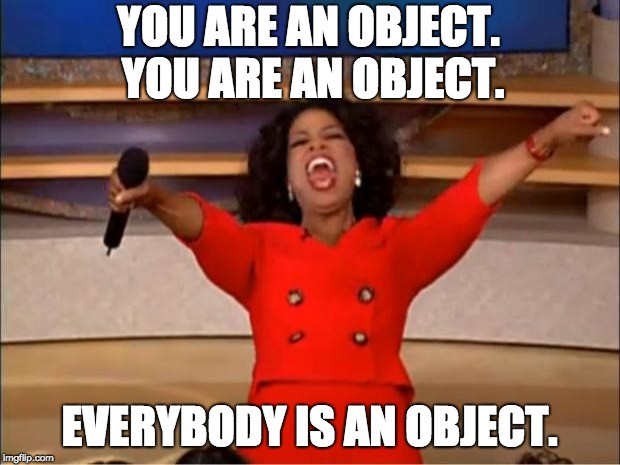 YOU ARE AN OBJECT.
YOU ARE AN OBJECT.
EVERYBODY IS AN OBJECT.
imgflip.com